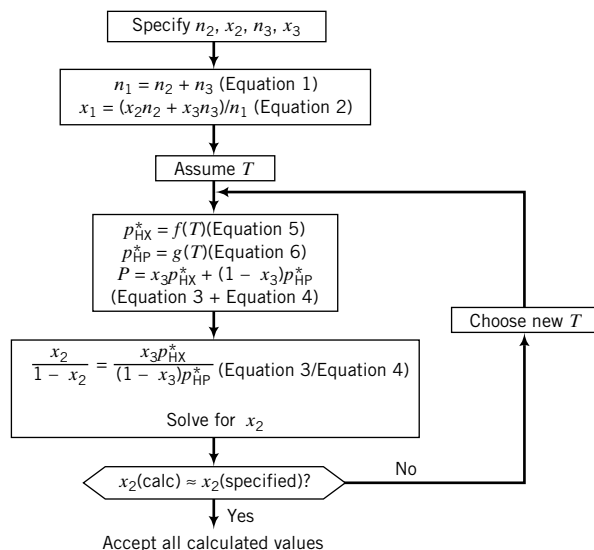 Specify n₂, x₂, n₃, x₃
n₁ = n₂ + n₃ (Equation 1)
x₁ = (x₂n₂ + x₃n₃)/n₁ (Equation 2)
Assume T
p*HX = f(T)(Equation 5)
p*HP = g(T)(Equation 6)
P = x₃p*HX + (1 - x₃)p*HP
(Equation 3 + Equation 4)
Choose new T
x₂/(1 - x₂) = x₃p*HX/((1 - x₃)p*HP) (Equation 3/Equation 4)
Solve for x₂
x₂(calc) ≈ x₂(specified)?
No
Yes
Accept all calculated values